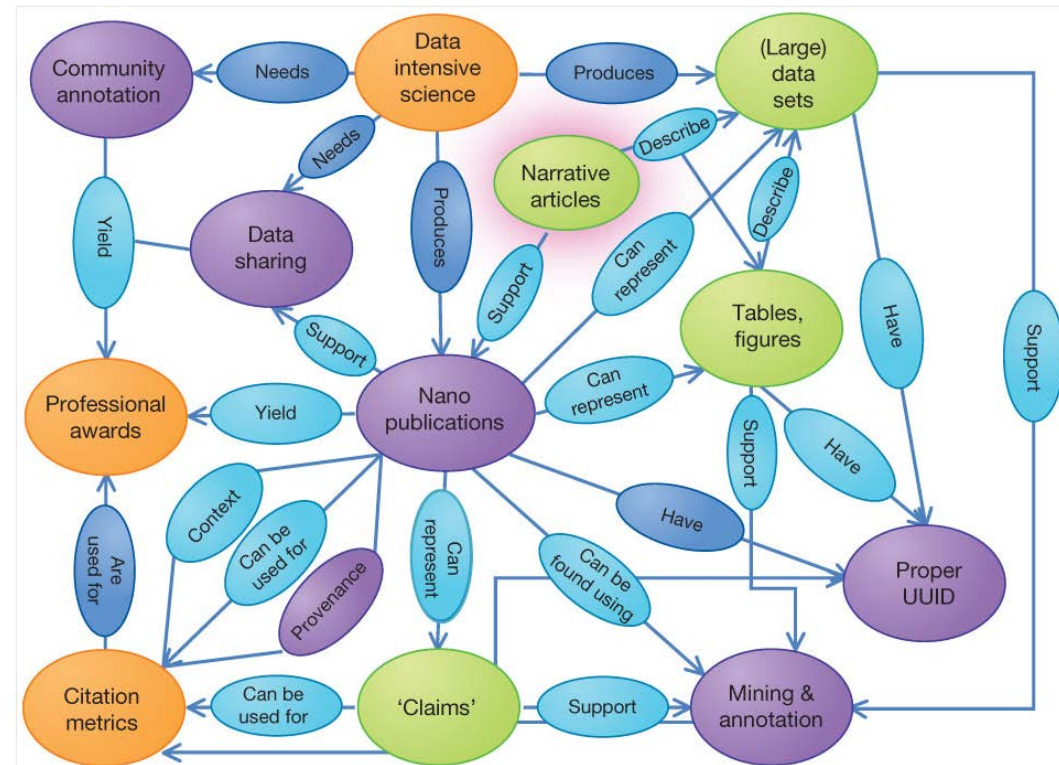 Community
annotation
Needs
Data
intensive
science
Produces
(Large)
data
sets
Needs
Describe
Narrative
articles
Produces
Describe
Yield
Data
sharing
Can
represent
Support
Have
Tables,
figures
Support
Support
Professional
awards
Yield
Nano
publications
Can
represent
Support
Have
Context
Can be
used for
Provenance
Can
represent
Have
Can be
found using
Are
used for
Proper
UUID
Citation
metrics
Can be
used for
‘Claims’
Support
Mining &
annotation